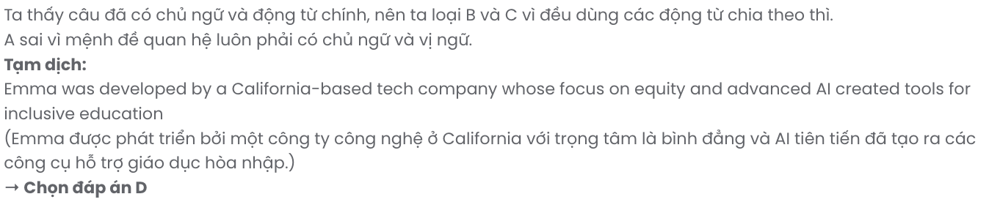 Ta thấy câu đã có chủ ngữ và động từ chính, nên ta loại B và C vì đều dùng các động từ chia theo thì.
A sai vì mệnh đề quan hệ luôn phải có chủ ngữ và vị ngữ.
Tạm dịch:
Emma was developed by a California-based tech company whose focus on equity and advanced AI created tools for
inclusive education
(Emma được phát triển bởi một công ty công nghệ ở California với trọng tâm là bình đẳng và AI tiên tiến đã tạo ra các
công cụ hỗ trợ giáo dục hòa nhập.)
→ Chọn đáp án D